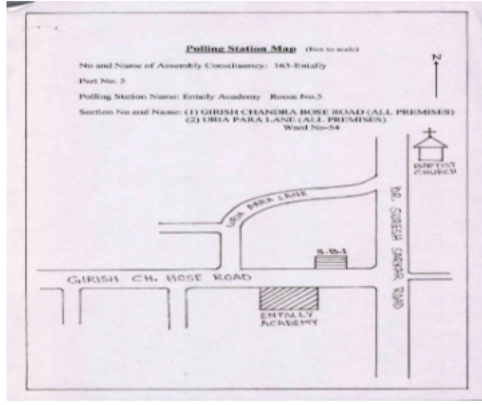 Polling Station Map (Not to scale)
N
No and Name of Assembly Constituency: 163-Entally
Part No: 5
Polling Station Name: Entally Academy Room No.5
Section No and Name: (1) GIRISH CHANDRA BOSE ROAD (ALL PREMISES)
(2) URIA PARA LANE (ALL PREMISES)
Ward No-54
BAPTIST
CHURCH
URIA PARA LANE
DR. SURESH SARKAR ROAD
S.B.I
GIRISH CH. BOSE ROAD
ENTALLY
ACADEMY